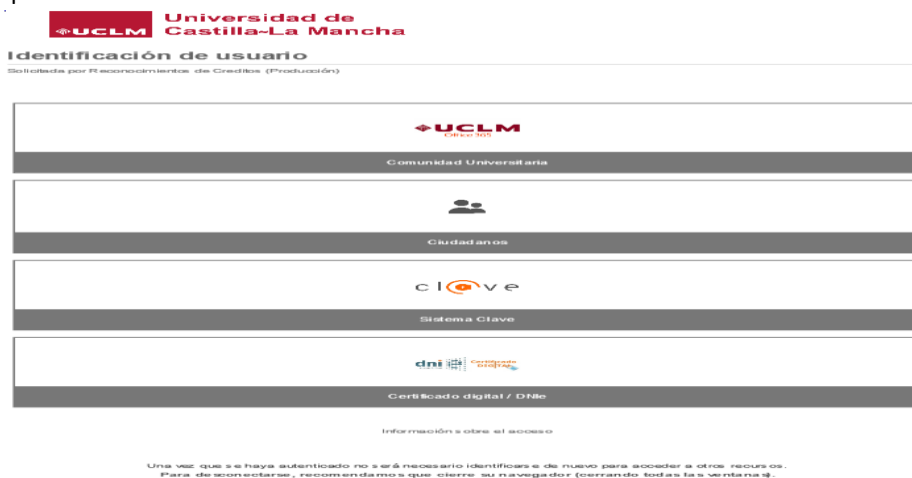 UCLM
Universidad de
Castilla~La Mancha
Identificación de usuario
Solicitada por Reconocimientos de Creditos (Producción)
UCLM
Office 365
Comunidad Universitaria
Ciudadanos
cl@ve
Sistema Clave
dni
Certificado
DIGITAL
Certificado digital / DNIe
Información sobre el acceso
Una vez que se haya autenticado no será necesario identificarse de nuevo para acceder a otros recursos.
Para desconectarse, recomendamos que cierre su navegador (cerrando todas las ventanas).